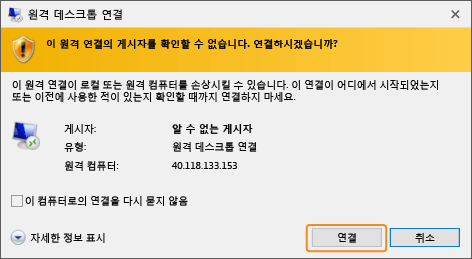 원격 데스크톱 연결
이 원격 연결의 게시자를 확인할 수 없습니다. 연결하시겠습니까?
이 원격 연결이 로컬 또는 원격 컴퓨터를 손상시킬 수 있습니다. 이 연결이 어디에서 시작되었는지
또는 이전에 사용한 적이 있는지 확인할 때까지 연결하지 마세요.
게시자: 알 수 없는 게시자
유형: 원격 데스크톱 연결
원격 컴퓨터: 40.118.133.153
이 컴퓨터로의 연결을 다시 묻지 않음
자세한 정보 표시 연결 취소